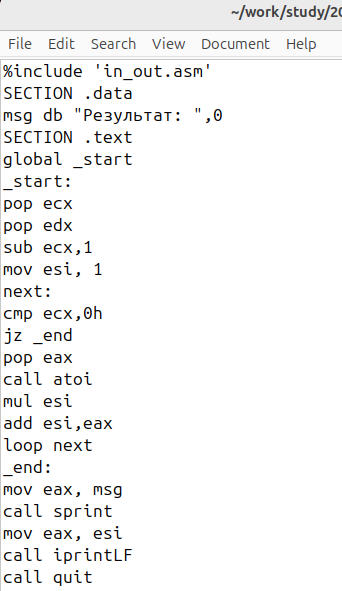 ~/work/study/20
File Edit Search View Document Help
%include 'in_out.asm'
SECTION .data
msg db "Результат: ",0
SECTION .text
global _start
_start:
pop ecx
pop edx
sub ecx,1
mov esi, 1
next:
cmp ecx,0h
jz _end
pop eax
call atoi
mul esi
add esi,eax
loop next
_end:
mov eax, msg
call sprint
mov eax, esi
call iprintLF
call quit